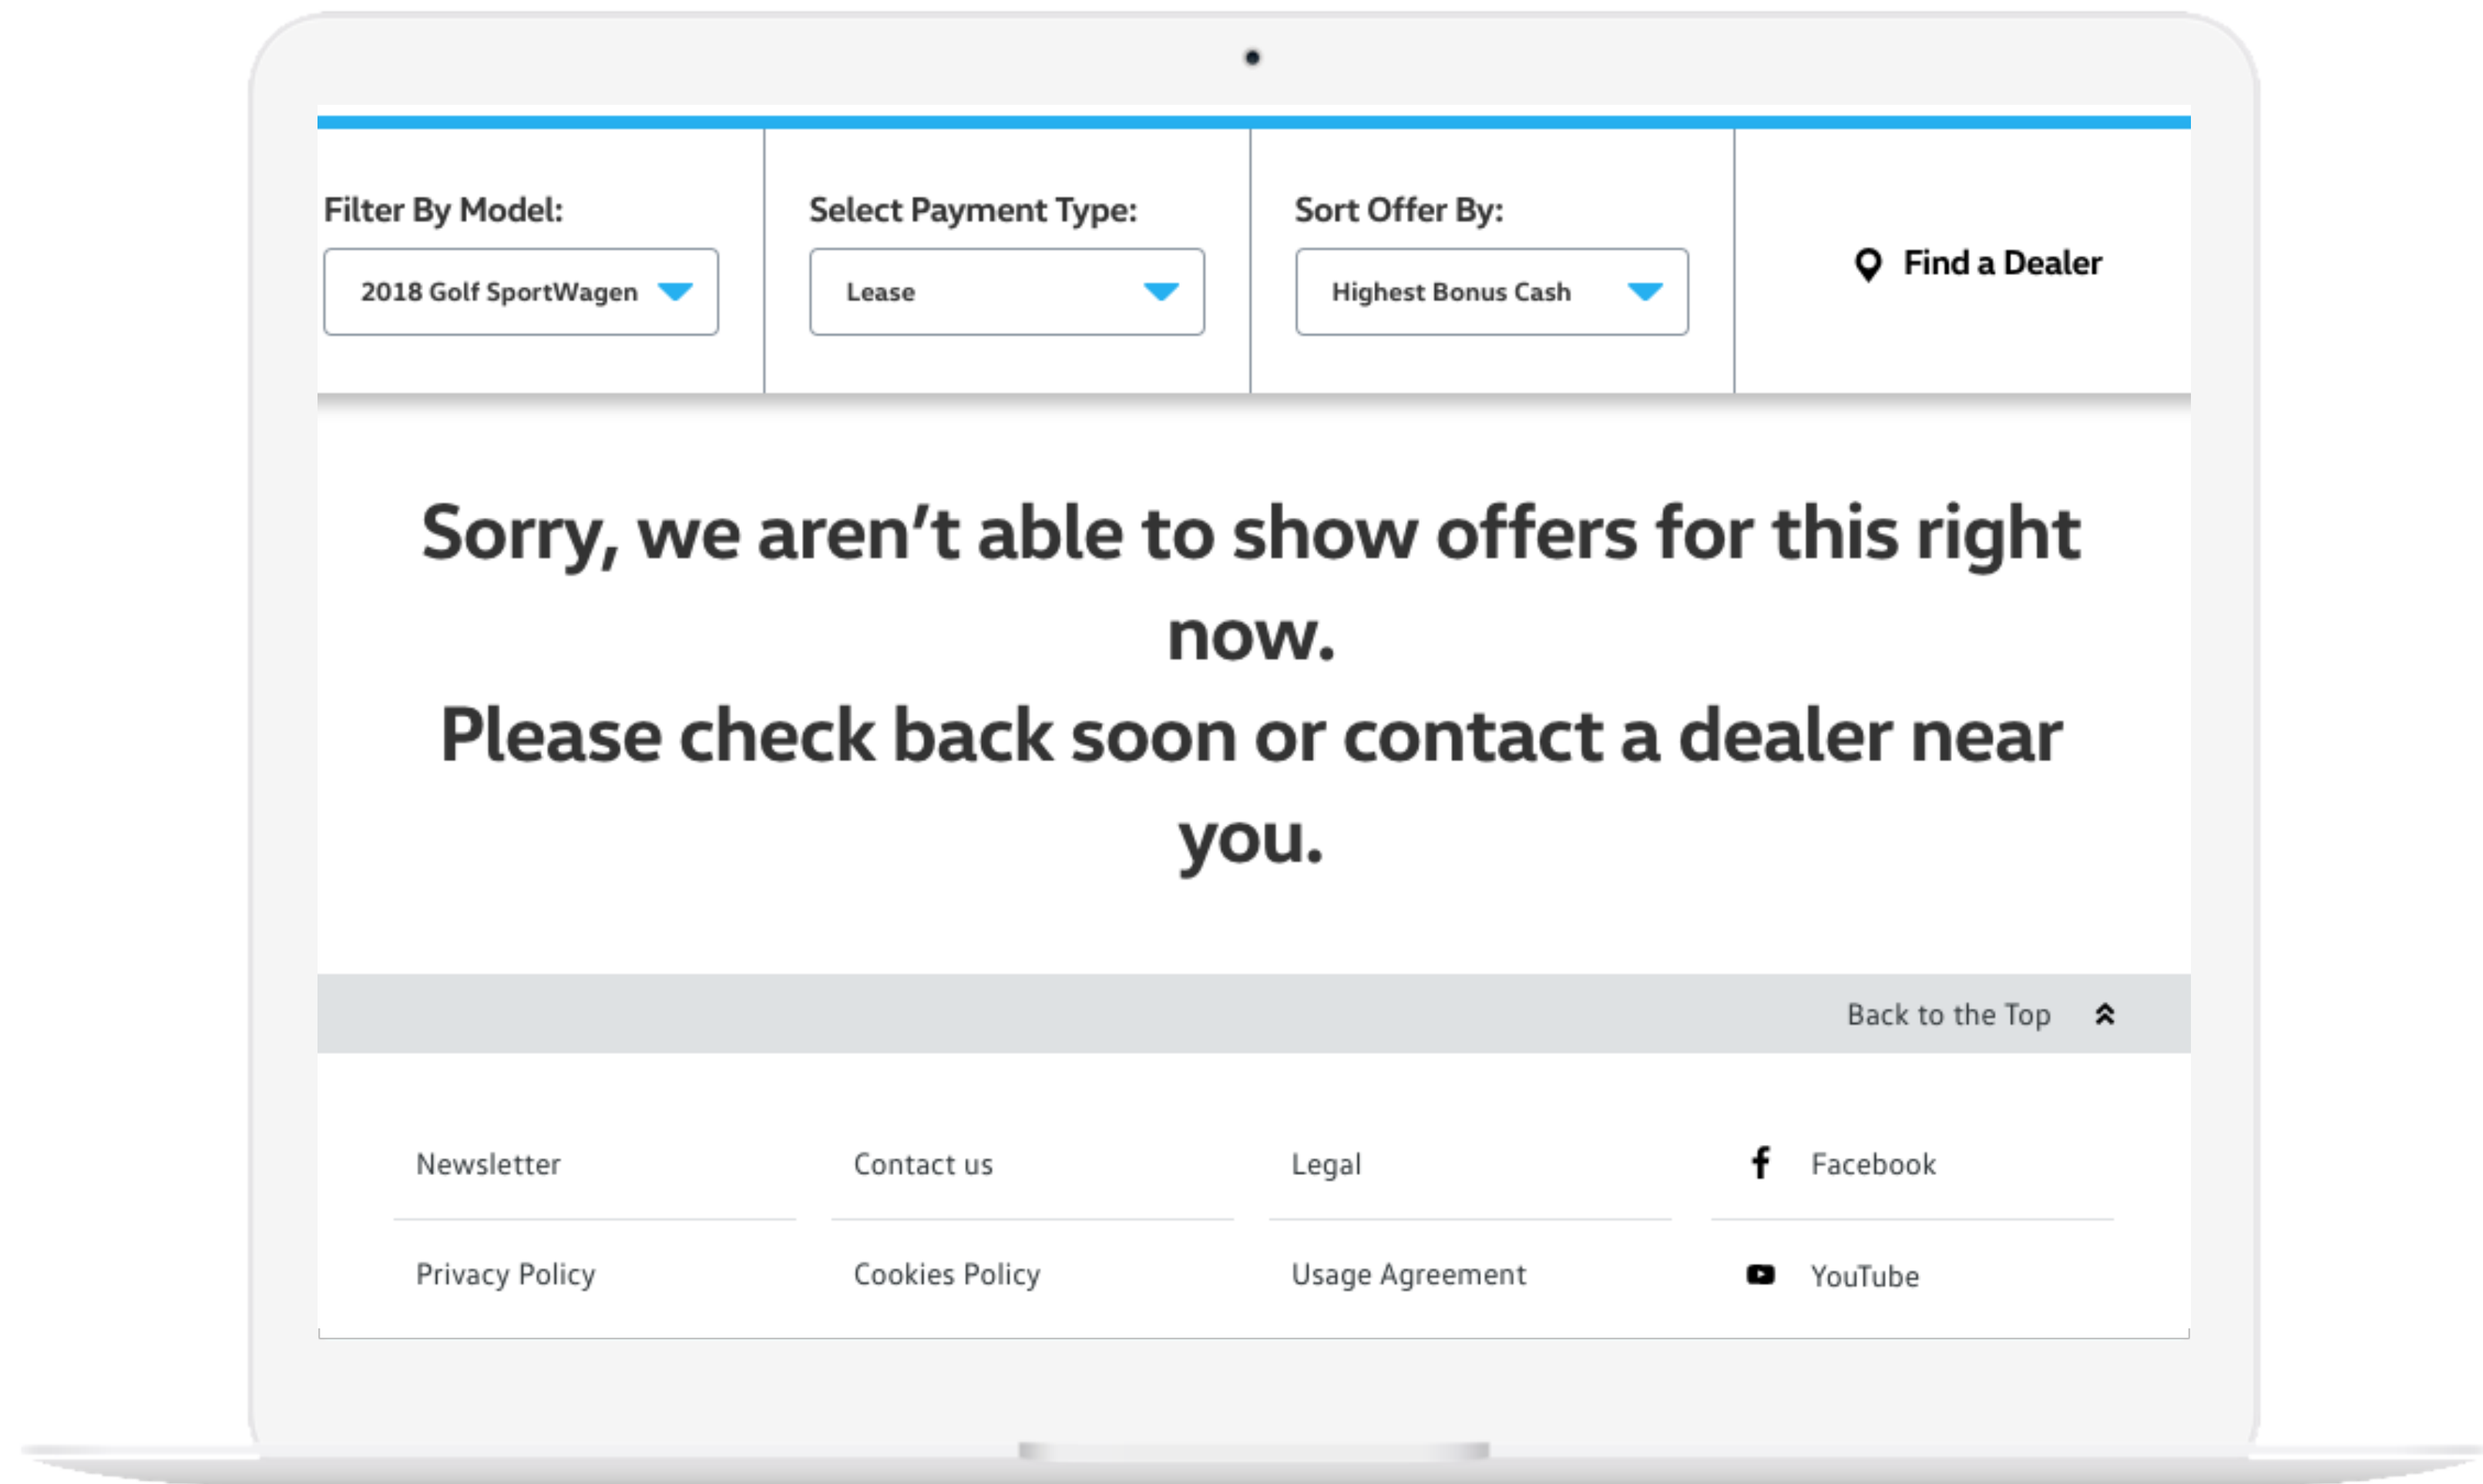 Filter By Model:
2018 Golf SportWagen
Select Payment Type:
Lease
Sort Offer By:
Highest Bonus Cash
Find a Dealer
Sorry, we aren’t able to show offers for this right
now.
Please check back soon or contact a dealer near
you.
Back to the Top
Newsletter
Contact us
Legal
Facebook
Privacy Policy
Cookies Policy
Usage Agreement
YouTube